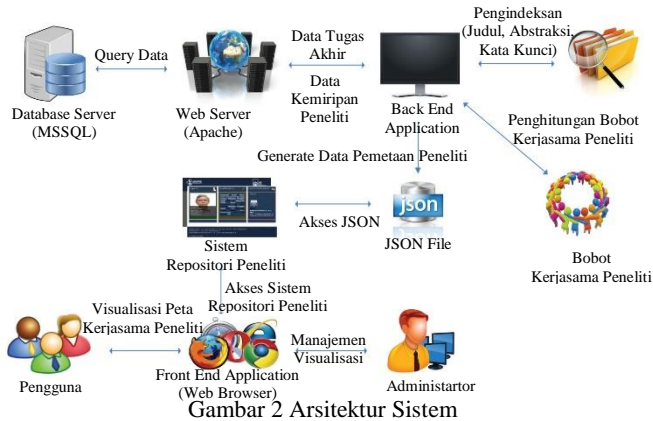 Query Data
Database Server
(MSSQL)
Web Server
(Apache)
Data Tugas
Akhir
Data
Kemiripan
Peneliti
Back End
Application
Pengindeksan
(Judul, Abstraksi,
Kata Kunci)
Penghitungan Bobot
Kerjasama Peneliti
Generate Data Pemetaan Peneliti
Bobot
Kerjasama Peneliti
json
JSON File
Akses JSON
Sistem
Repositori Peneliti
Akses Sistem
Repositori Peneliti
Visualisasi Peta
Kerjasama Peneliti
Pengguna
Front End Application
(Web Browser)
Manajemen
Visualisasi
Administartor
Gambar 2 Arsitektur Sistem